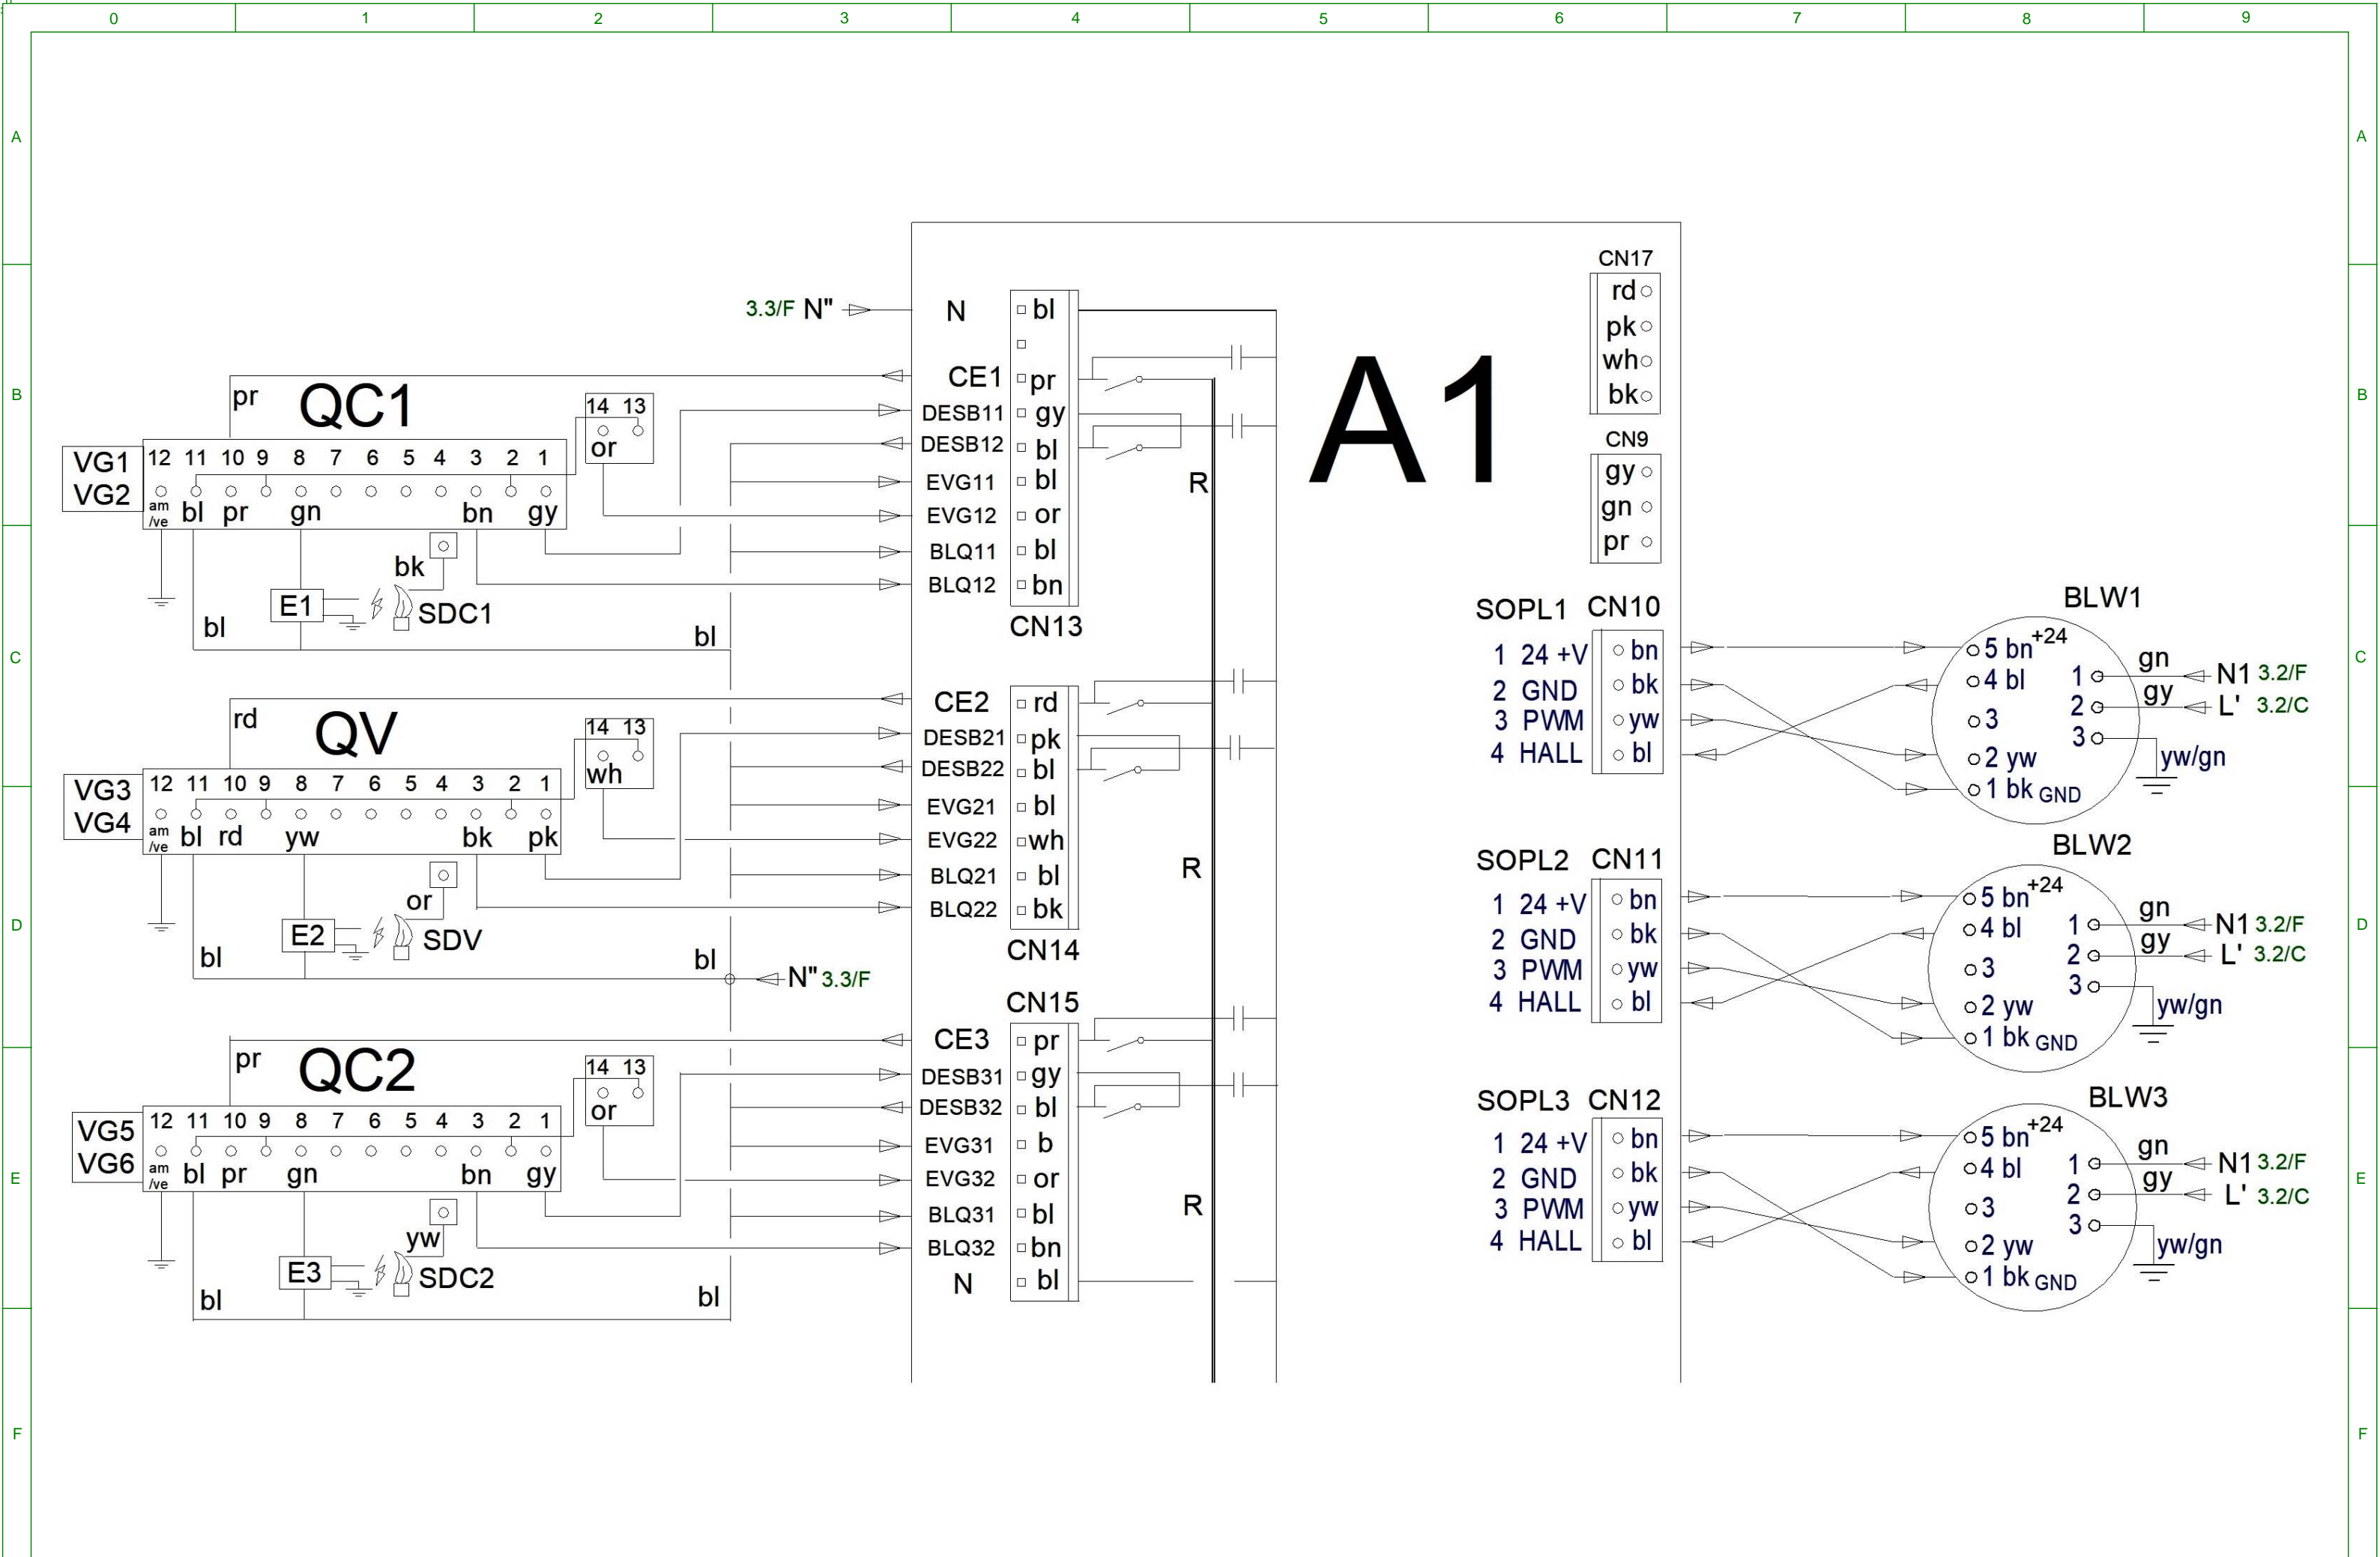 0 1 2 3 4 5 6 7 8 9
A A
B B
C C
D D
E E
F F
A1
3.3/F N"
N bl
CE1 pr
DESB11 gy
DESB12 bl
EVG11 bl
EVG12 or
BLQ11 bl
BLQ12 bn
CN13
R
pr QC1
14 13
or
VG1
VG2
12 11 10 9 8 7 6 5 4 3 2 1
am
/ve bl pr gn bn gy
bk
E1 SDC1
bl bl
CE2 rd
DESB21 pk
DESB22 bl
EVG21 bl
EVG22 wh
BLQ21 bl
BLQ22 bk
CN14
R
rd QV
14 13
wh
VG3
VG4
12 11 10 9 8 7 6 5 4 3 2 1
am
/ve bl rd yw bk pk
or
E2 SDV
bl bl
N" 3.3/F
CN15
CE3 pr
DESB31 gy
DESB32 bl
EVG31 b
EVG32 or
BLQ31 bl
BLQ32 bn
N bl
R
pr QC2
14 13
or
VG5
VG6
12 11 10 9 8 7 6 5 4 3 2 1
am
/ve bl pr gn bn gy
yw
E3 SDC2
bl bl
CN17
rd
pk
wh
bk
CN9
gy
gn
pr
SOPL1 CN10
1 24 +V bn
2 GND bk
3 PWM yw
4 HALL bl
BLW1
5 bn +24
4 bl
3
2 yw
1 bk GND
1 gn N1 3.2/F
2 gy L' 3.2/C
3 yw/gn
SOPL2 CN11
1 24 +V bn
2 GND bk
3 PWM yw
4 HALL bl
BLW2
5 bn +24
4 bl
3
2 yw
1 bk GND
1 gn N1 3.2/F
2 gy L' 3.2/C
3 yw/gn
SOPL3 CN12
1 24 +V bn
2 GND bk
3 PWM yw
4 HALL bl
BLW3
5 bn +24
4 bl
3
2 yw
1 bk GND
1 gn N1 3.2/F
2 gy L' 3.2/C
3 yw/gn